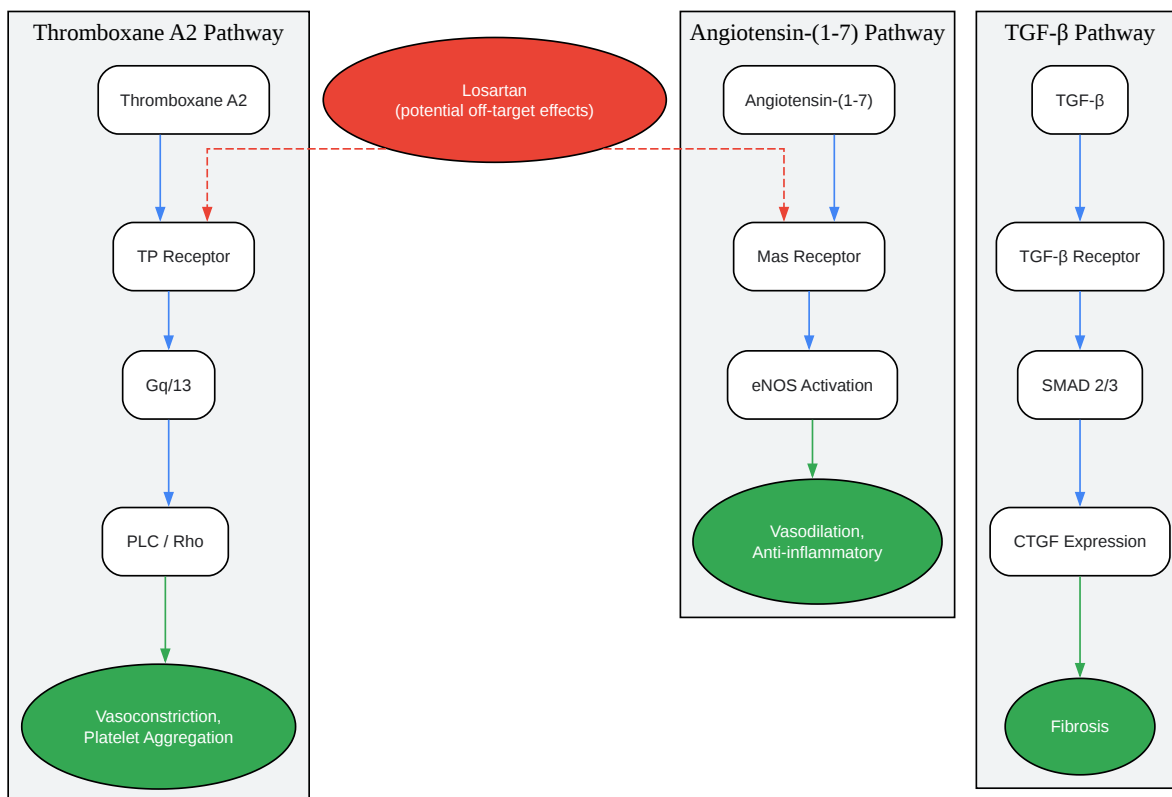 Thromboxane A2 Pathway
Thromboxane A2
TP Receptor
Gq/13
PLC / Rho
Vasoconstriction,
Platelet Aggregation
Losartan
(potential off-target effects)
Angiotensin-(1-7) Pathway
Angiotensin-(1-7)
Mas Receptor
eNOS Activation
Vasodilation,
Anti-inflammatory
TGF-β Pathway
TGF-β
TGF-β Receptor
SMAD 2/3
CTGF Expression
Fibrosis